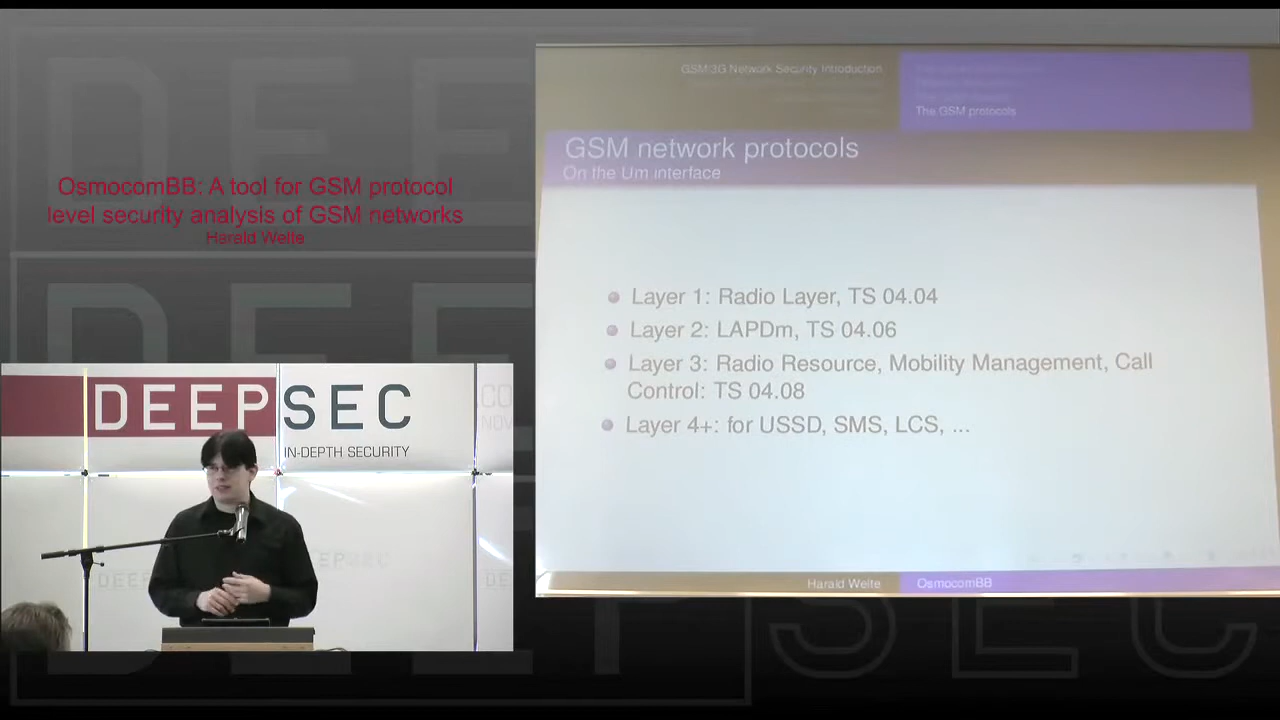 OsmocomBB: A tool for GSM protocol
level security analysis of GSM networks
Harald Welte
DEEPSEC
IN-DEPTH SECURITY
GSM/3G Network Security Introduction
The GSM protocols
GSM network protocols
On the Um interface
Layer 1: Radio Layer, TS 04.04
Layer 2: LAPDm, TS 04.06
Layer 3: Radio Resource, Mobility Management, Call
Control: TS 04.08
Layer 4+: for USSD, SMS, LCS, ...
Harald Welte
OsmocomBB